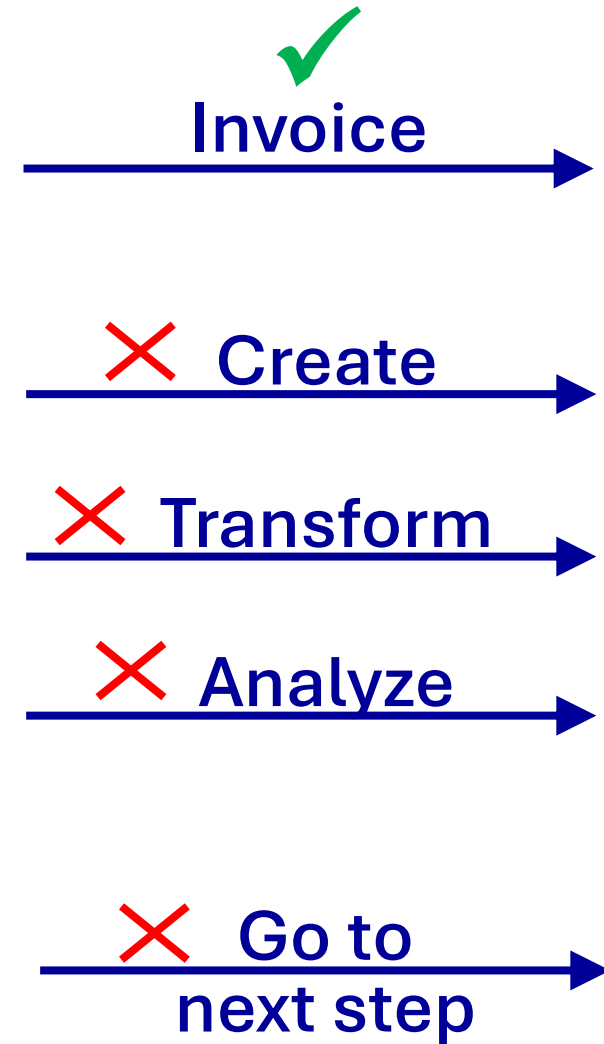 Invoice
Create
Transform
Analyze
Go to
next step